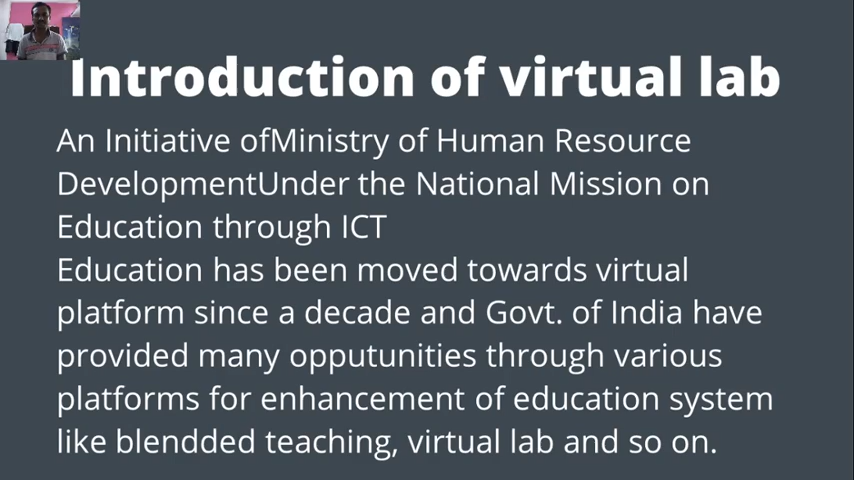 Introduction of virtual lab
An Initiative ofMinistry of Human Resource
DevelopmentUnder the National Mission on
Education through ICT
Education has been moved towards virtual
platform since a decade and Govt. of India have
provided many opputunities through various
platforms for enhancement of education system
like blendded teaching, virtual lab and so on.